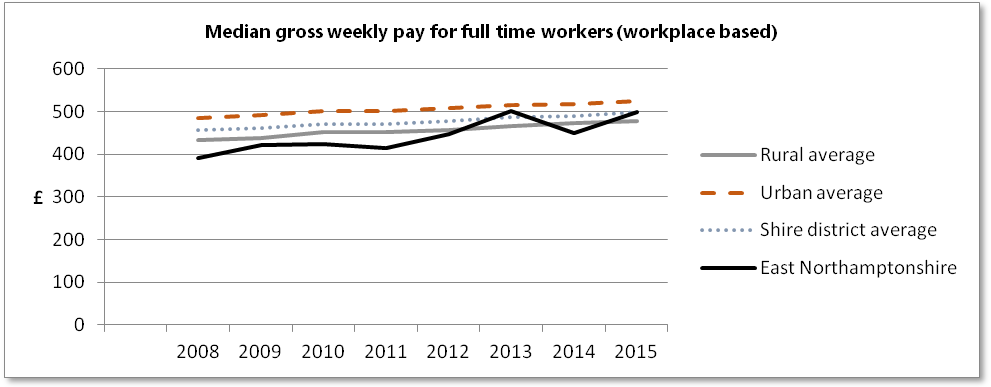 Median gross weekly pay for full time workers (workplace based)
600
500
400
300
200
100
0
£
2008 2009 2010 2011 2012 2013 2014 2015
Rural average
Urban average
Shire district average
East Northamptonshire